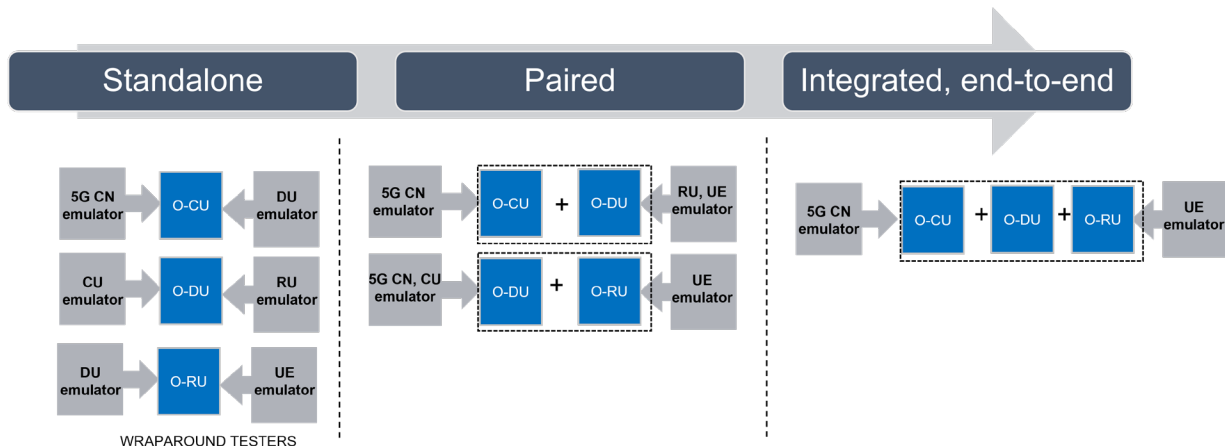 Standalone
Paired
Integrated, end-to-end
5G CN
emulator
O-CU
DU
emulator
CU
emulator
O-DU
RU
emulator
DU
emulator
O-RU
UE
emulator
WRAPAROUND TESTERS
5G CN
emulator
O-CU
+
O-DU
RU, UE
emulator
5G CN, CU
emulator
O-DU
+
O-RU
UE
emulator
5G CN
emulator
O-CU
+
O-DU
+
O-RU
UE
emulator